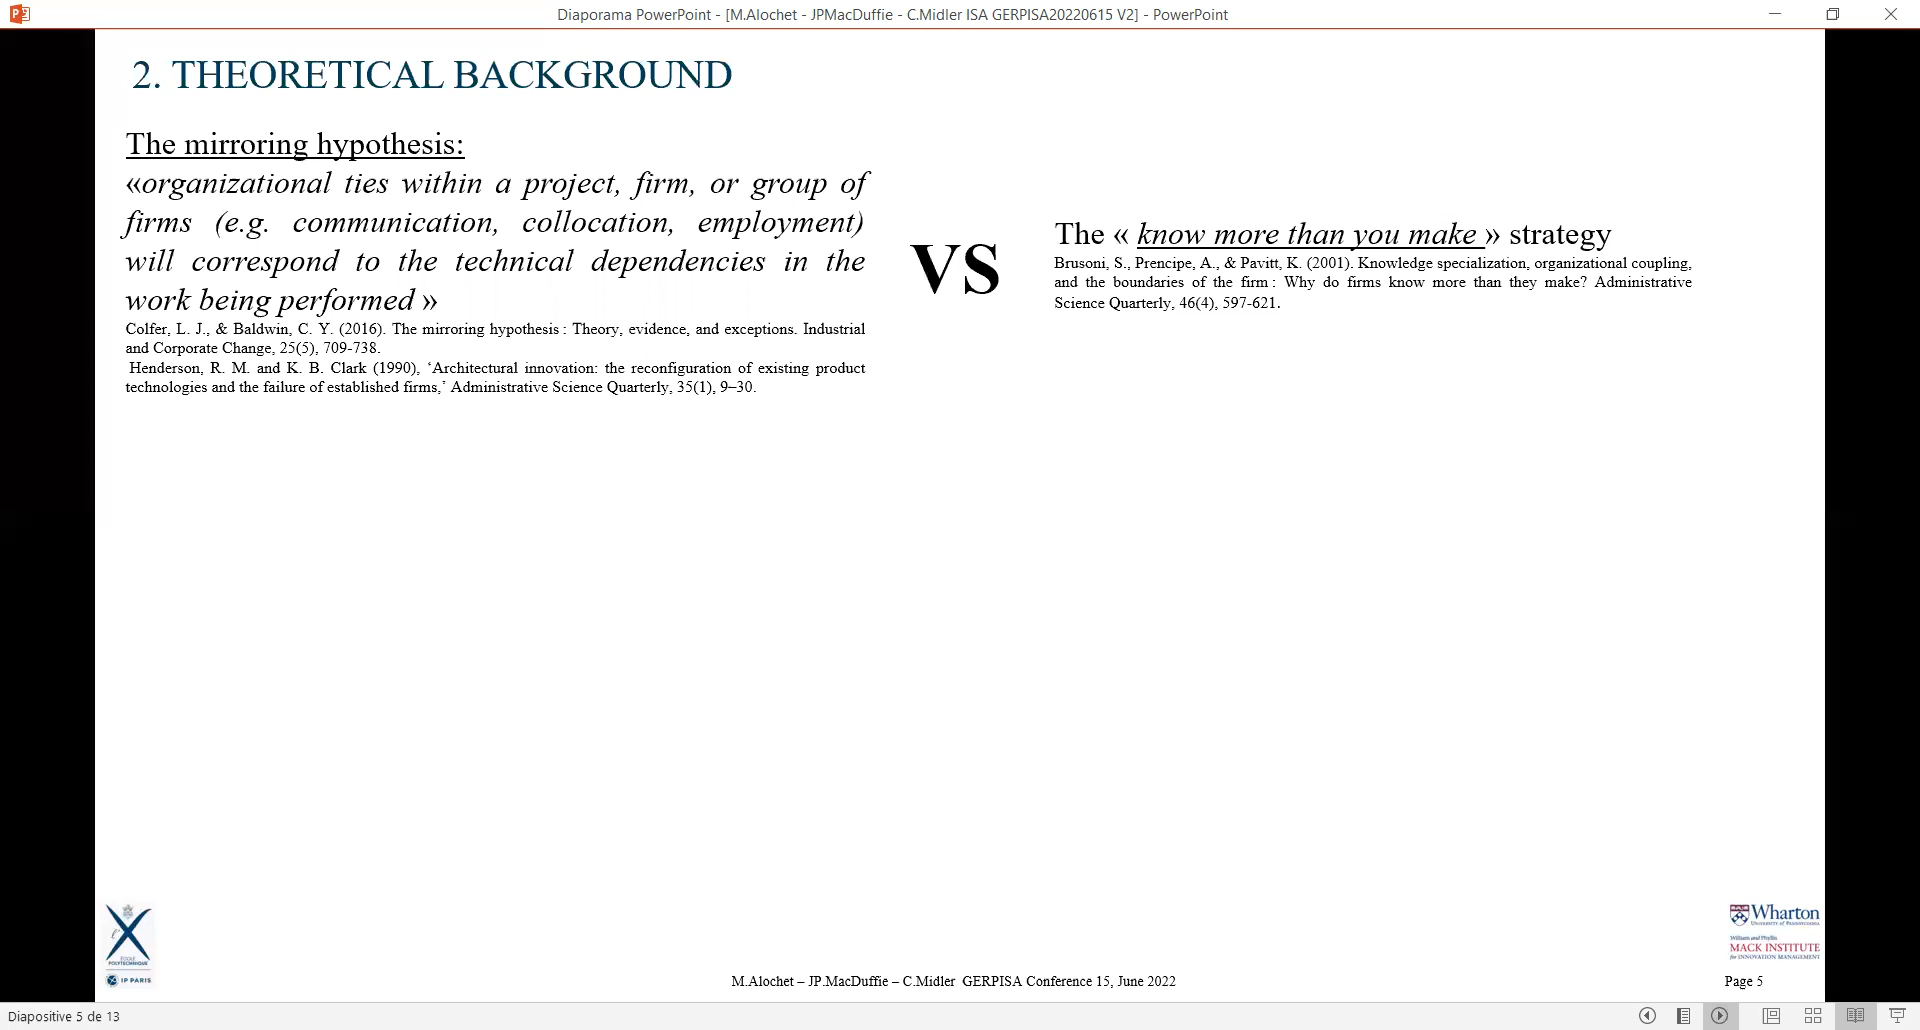 Diaporama PowerPoint - [M.Alochet - JPMacDuffie - C.Midler ISA GERPISA20220615 V2] - PowerPoint
2. THEORETICAL BACKGROUND
The mirroring hypothesis:
«organizational ties within a project, firm, or group of
firms (e.g. communication, collocation, employment)
will correspond to the technical dependencies in the
work being performed »
Colfer, L. J., & Baldwin, C. Y. (2016). The mirroring hypothesis : Theory, evidence, and exceptions. Industrial
and Corporate Change, 25(5), 709-738.
Henderson, R. M. and K. B. Clark (1990), ‘Architectural innovation: the reconfiguration of existing product
technologies and the failure of established firms,’ Administrative Science Quarterly, 35(1), 9–30.
VS
The « know more than you make » strategy
Brusoni, S., Prencipe, A., & Pavitt, K. (2001). Knowledge specialization, organizational coupling,
and the boundaries of the firm : Why do firms know more than they make? Administrative
Science Quarterly, 46(4), 597-621.
ÉCOLE
POLYTECHNIQUE
IP PARIS
Wharton
UNIVERSITY of PENNSYLVANIA
William and Phyllis
MACK INSTITUTE
for INNOVATION MANAGEMENT
M.Alochet – JP.MacDuffie – C.Midler GERPISA Conference 15, June 2022
Page 5
Diapositive 5 de 13